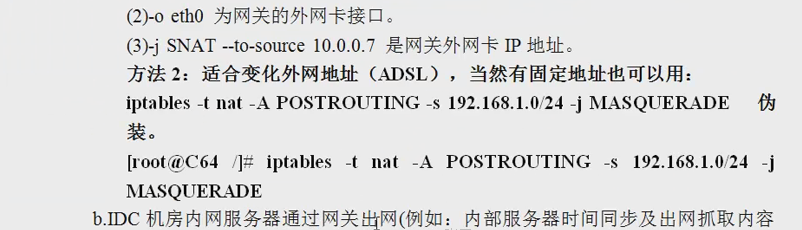 (2)-o eth0 为网关的外网卡接口。
(3)-j SNAT --to-source 10.0.0.7 是网关外网卡 IP 地址。
方法 2：适合变化外网地址（ADSL），当然有固定地址也可以用：
iptables -t nat -A POSTROUTING -s 192.168.1.0/24 -j MASQUERADE 伪
装。
[root@C64 /]# iptables -t nat -A POSTROUTING -s 192.168.1.0/24 -j
MASQUERADE
b.IDC 机房内网服务器通过网关出网(例如：内部服务器时间同步及出网抓取内容